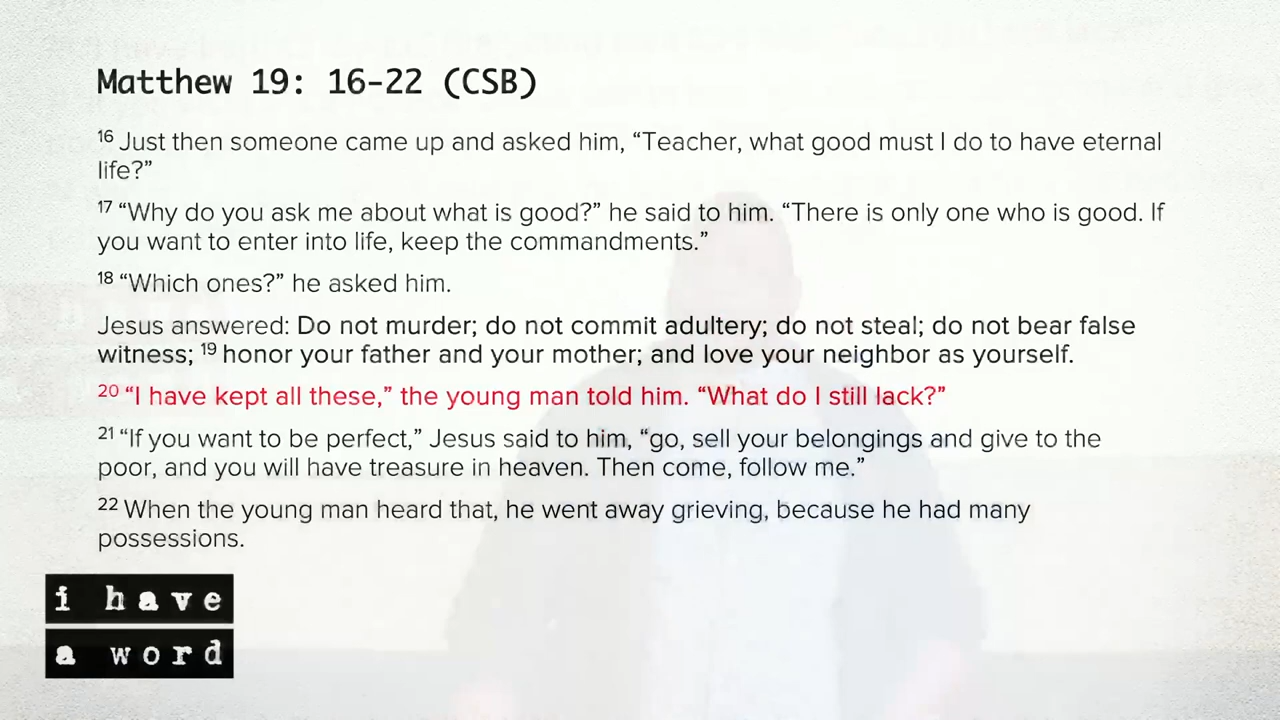 Matthew 19: 16-22 (CSB)
16 Just then someone came up and asked him, “Teacher, what good must I do to have eternal
life?”
17 “Why do you ask me about what is good?” he said to him. “There is only one who is good. If
you want to enter into life, keep the commandments.”
18 “Which ones?” he asked him.
Jesus answered: Do not murder; do not commit adultery; do not steal; do not bear false
witness; 19 honor your father and your mother; and love your neighbor as yourself.
20 “I have kept all these,” the young man told him. “What do I still lack?”
21 “If you want to be perfect,” Jesus said to him, “go, sell your belongings and give to the
poor, and you will have treasure in heaven. Then come, follow me.”
22 When the young man heard that, he went away grieving, because he had many
possessions.
i have
a word